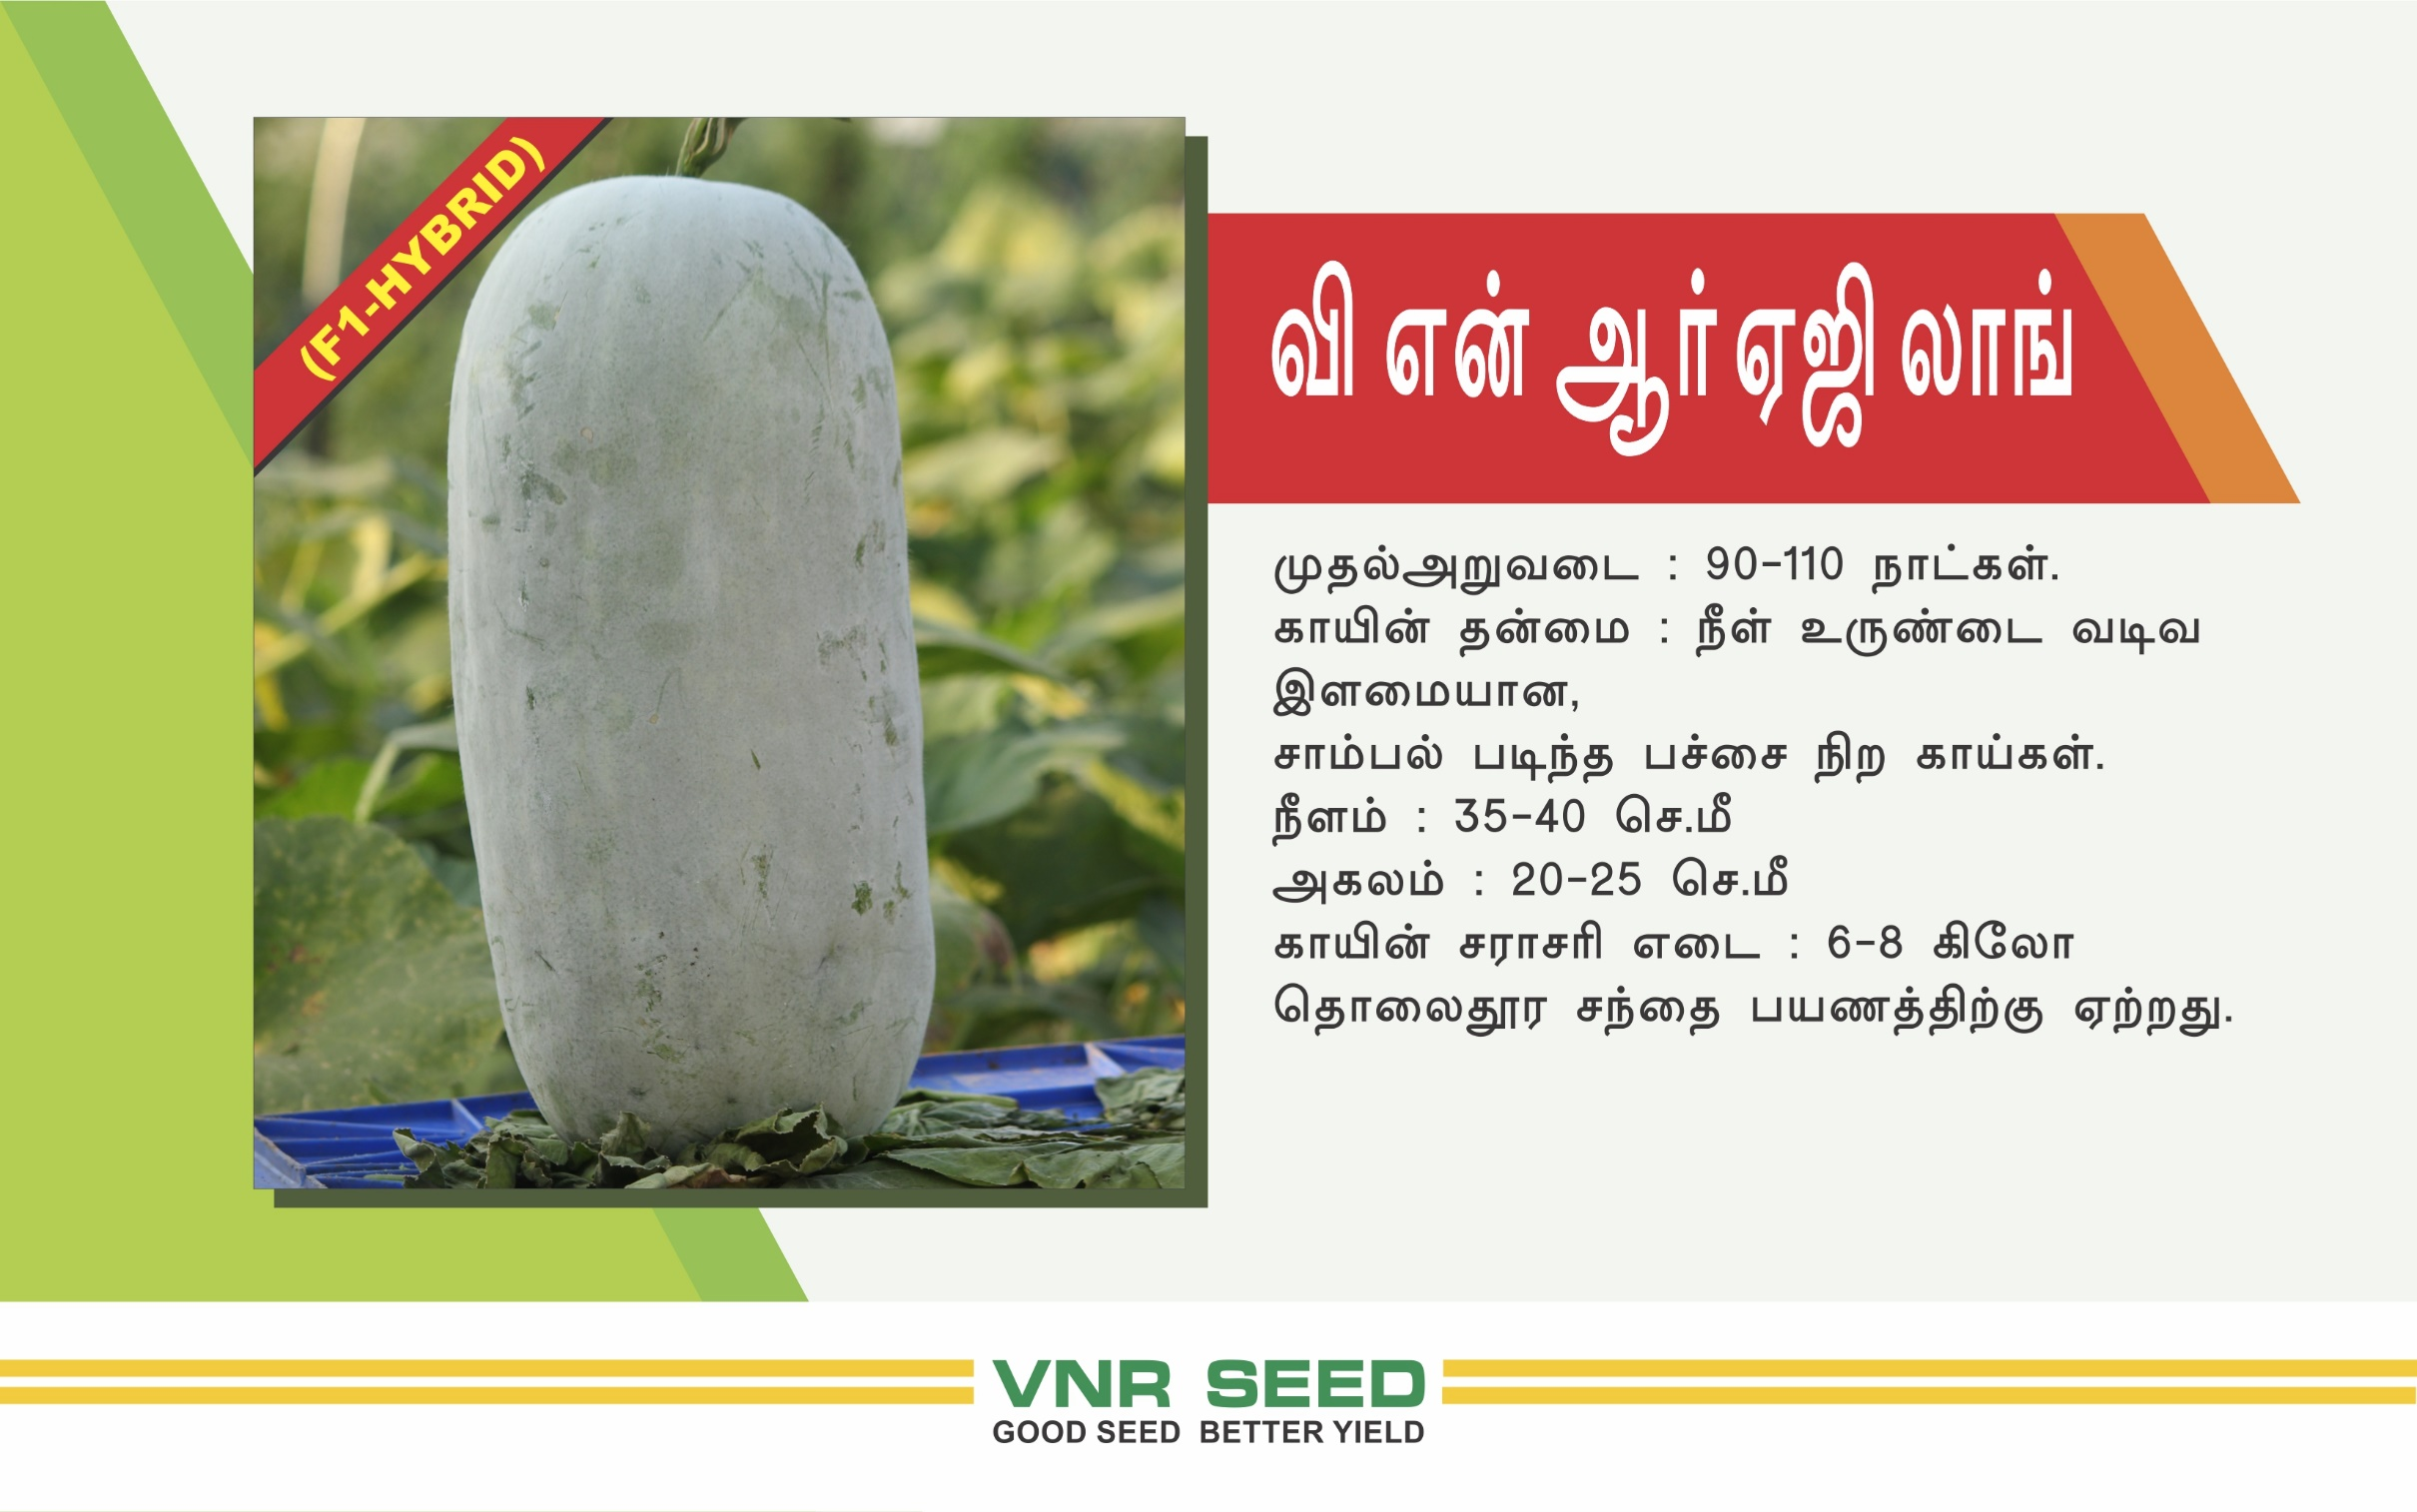 (F1-HYBRID)
வி என் ஆர் ஏஜி லாங்
முதல்அறுவடை : 90-110 நாட்கள்.
காயின் தன்மை : நீள் உருண்டை வடிவ
இளமையான,
சாம்பல் படிந்த பச்சை நிற காய்கள்.
நீளம் : 35-40 செ.மீ
அகலம் : 20-25 செ.மீ
காயின் சராசரி எடை : 6-8 கிலோ
தொலைதூர சந்தை பயணத்திற்கு ஏற்றது.
VNR SEED
GOOD SEED BETTER YIELD